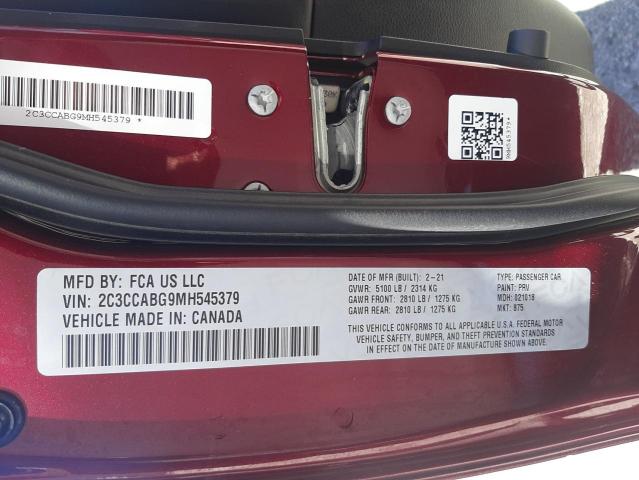 2C3CCABG9MH545379 *
9MH545379*
MFD BY: FCA US LLC
VIN: 2C3CCABG9MH545379
VEHICLE MADE IN: CANADA
DATE OF MFR (BUILT): 2-21
GVWR: 5100 LB / 2314 KG
GAWR FRONT: 2810 LB / 1275 KG
GAWR REAR: 2810 LB / 1275 KG
TYPE: PASSENGER CAR
PAINT: PRV
MDH: 021018
MKT: B75
THIS VEHICLE CONFORMS TO ALL APPLICABLE U.S.A. FEDERAL MOTOR
VEHICLE SAFETY, BUMPER, AND THEFT PREVENTION STANDARDS
IN EFFECT ON THE DATE OF MANUFACTURE SHOWN ABOVE.